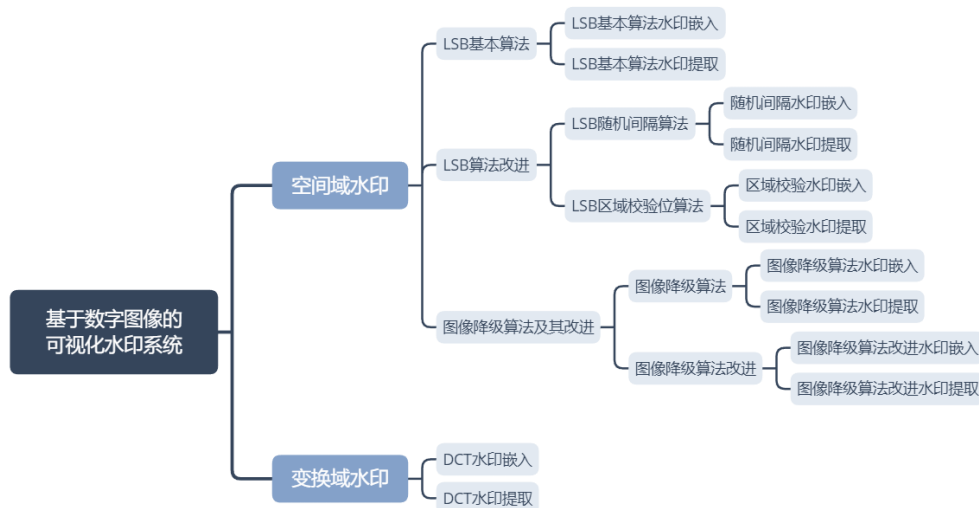 基于数字图像的
可视化水印系统
空间域水印
LSB基本算法
LSB基本算法水印嵌入
LSB基本算法水印提取
LSB算法改进
LSB随机间隔算法
随机间隔水印嵌入
随机间隔水印提取
LSB区域校验位算法
区域校验水印嵌入
区域校验水印提取
图像降级算法及其改进
图像降级算法
图像降级算法水印嵌入
图像降级算法水印提取
图像降级算法改进
图像降级算法改进水印嵌入
图像降级算法改进水印提取
变换域水印
DCT水印嵌入
DCT水印提取